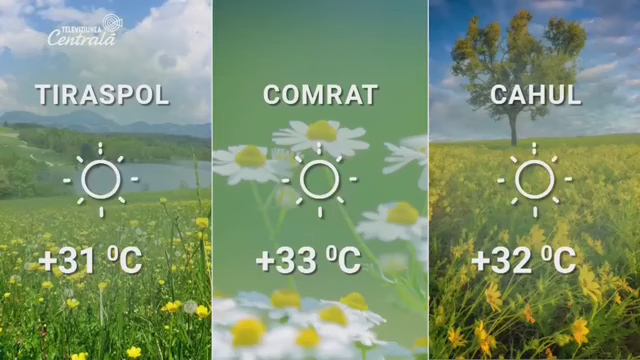 TELEVIZIUNEA
Centrală
TIRASPOL
COMRAT
CAHUL
+31 ⁰C
+33 ⁰C
+32 ⁰C